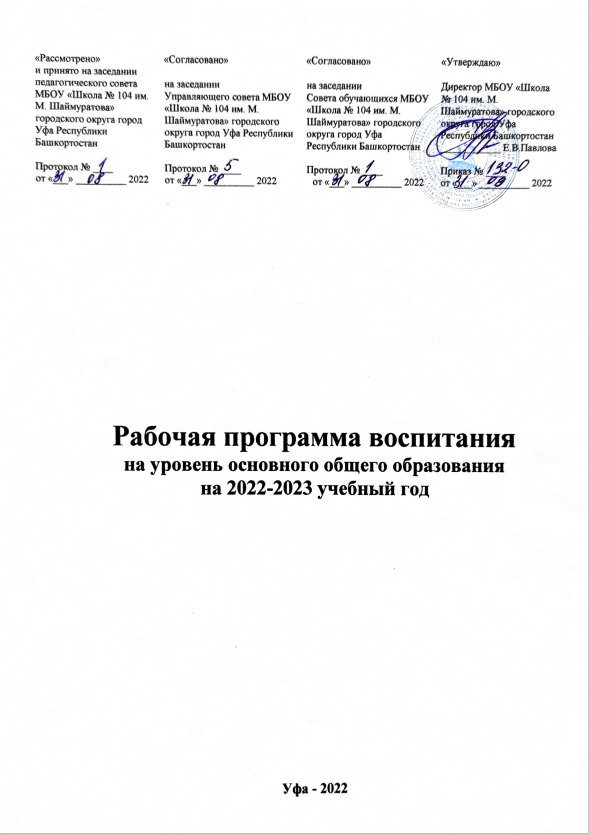 «Рассмотрено»
и принято на заседании
педагогического совета
МБОУ «Школа № 104 им.
М. Шаймуратова»
городского округа город
Уфа Республики
Башкортостан
Протокол № 1
от «31» 08 2022
«Согласовано»
на заседании
Управляющего совета МБОУ
«Школа № 104 им. М.
Шаймуратова» городского
округа город Уфа Республики
Башкортостан
Протокол № 5
от «31» 08 2022
«Согласовано»
на заседании
Совета обучающихся МБОУ
«Школа № 104 им. М.
Шаймуратова» городского
округа город Уфа
Республики Башкортостан
Протокол № 1
от «31» 08 2022
«Утверждаю»
Директор МБОУ «Школа
№ 104 им. М.
Шаймуратова» городского
округа город Уфа
Республики Башкортостан
Е.В.Павлова
Приказ № 132-О
от «31» 08 2022
Рабочая программа воспитания
на уровень основного общего образования
на 2022-2023 учебный год
Уфа - 2022